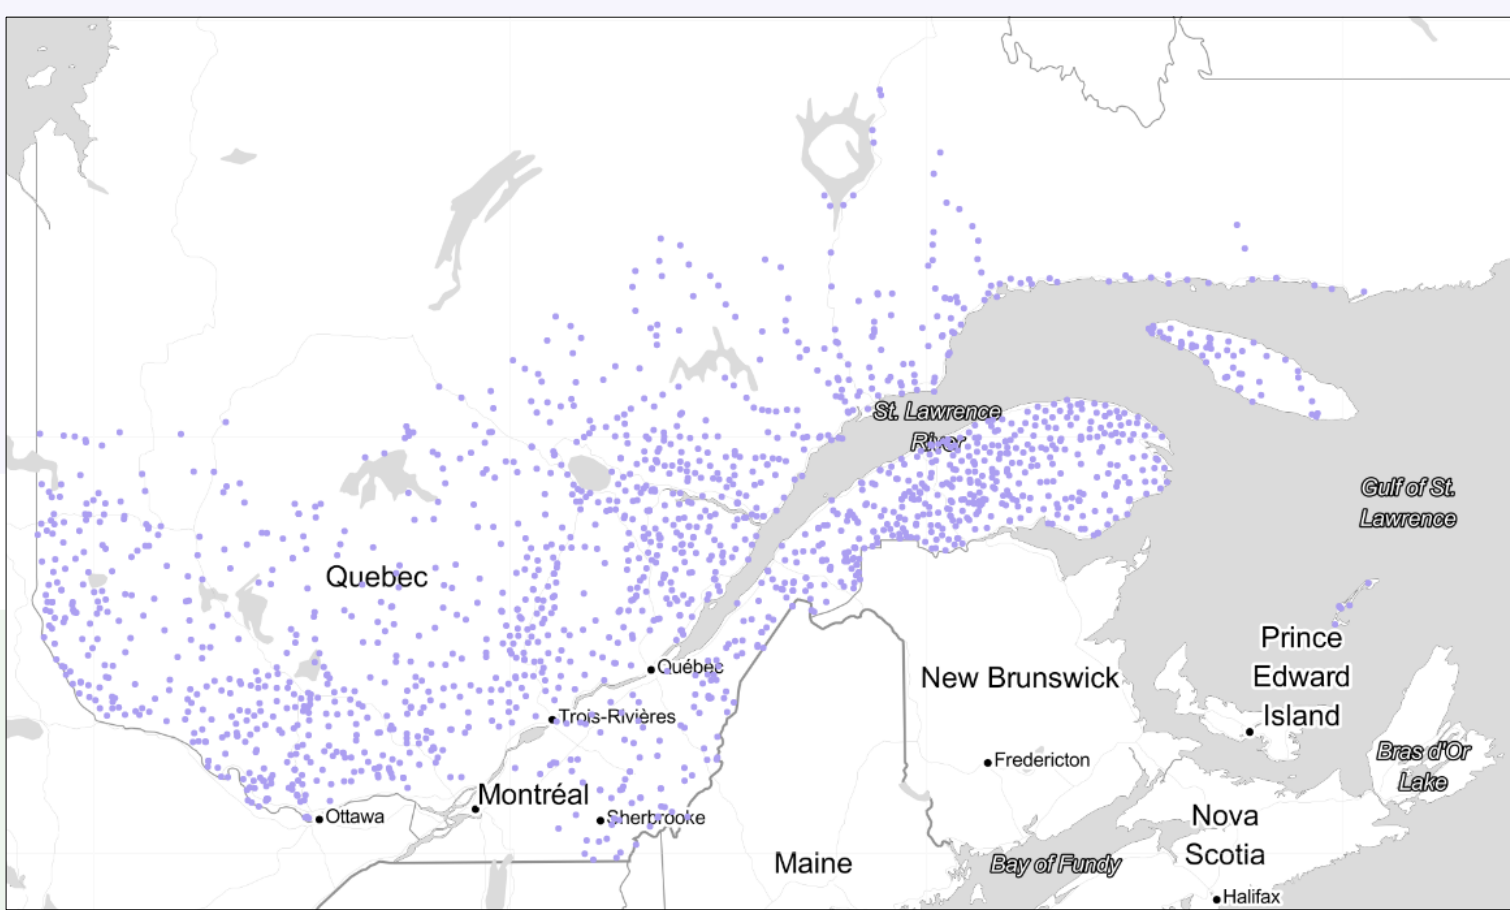 St. Lawrence
River
Gulf of St.
Lawrence
Quebec
Prince
Edward
Island
Québec
New Brunswick
Trois-Rivières
Bras d'Or
Lake
Fredericton
Montréal
Ottawa
Sherbrooke
Nova
Scotia
Maine
Bay of Fundy
Halifax